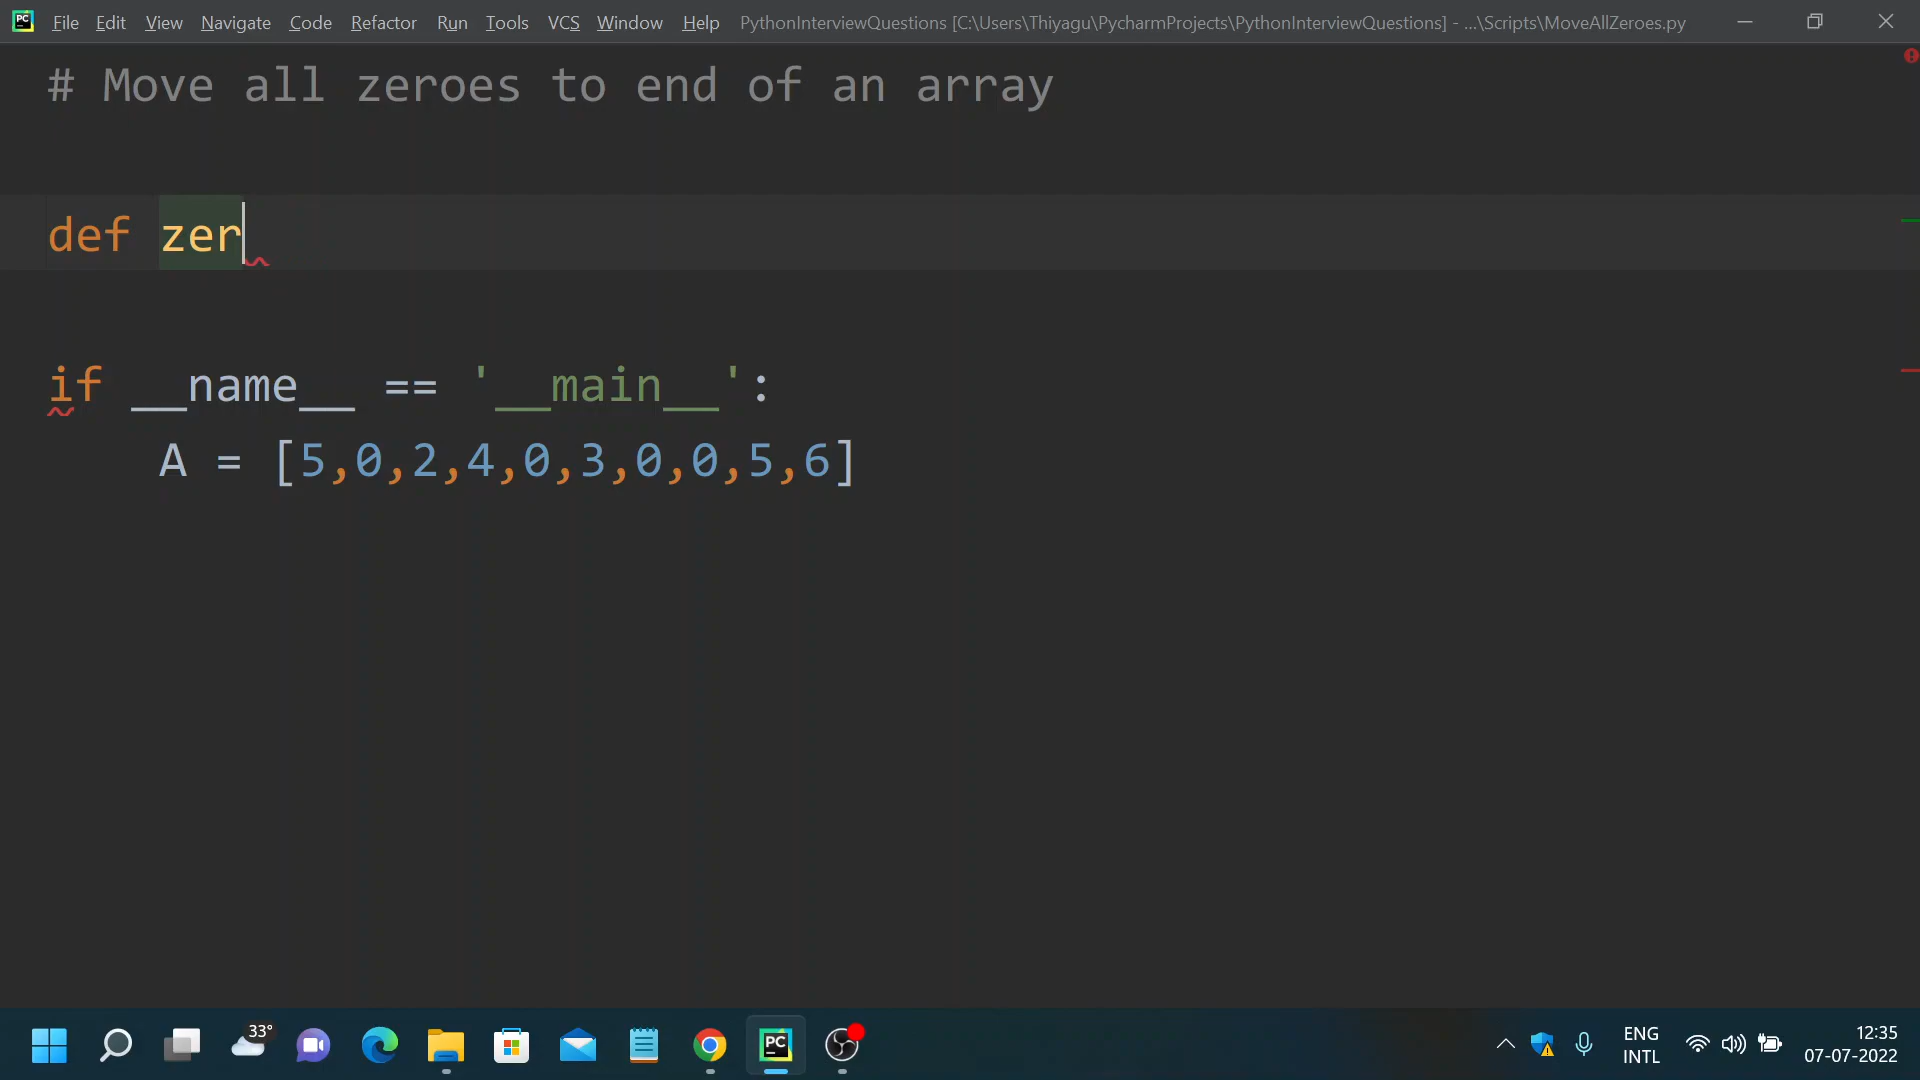 File Edit View Navigate Code Refactor Run Tools VCS Window Help PythonInterviewQuestions [C:\Users\Thiyagu\PycharmProjects\PythonInterviewQuestions] - ...\Scripts\MoveAllZeroes.py
# Move all zeroes to end of an array
def zer
if __name__ == '__main__':
A = [5,0,2,4,0,3,0,0,5,6]
33°
PC
ENG
INTL
12:35
07-07-2022